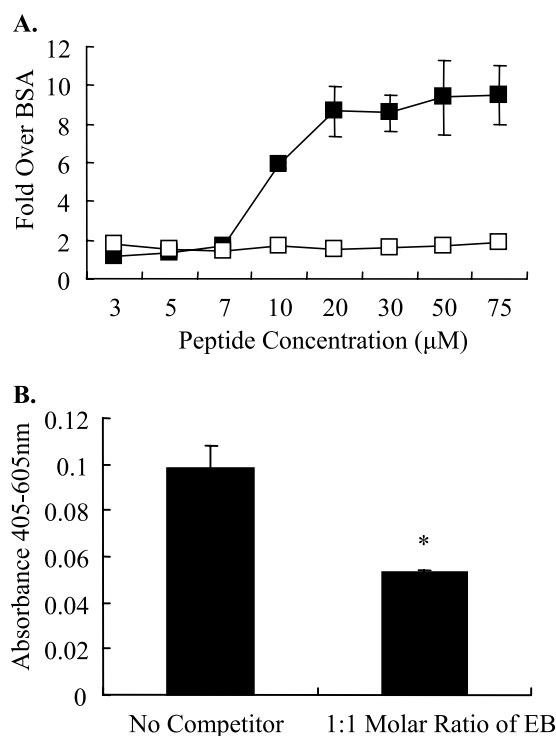 A.
Fold Over BSA
12
10
8
6
4
2
0
3 5 7 10 20 30 50 75
Peptide Concentration (μM)
B.
Absorbance 405-605nm
0.12
0.1
0.08
0.06
0.04
0.02
0
*
No Competitor 1:1 Molar Ratio of EB